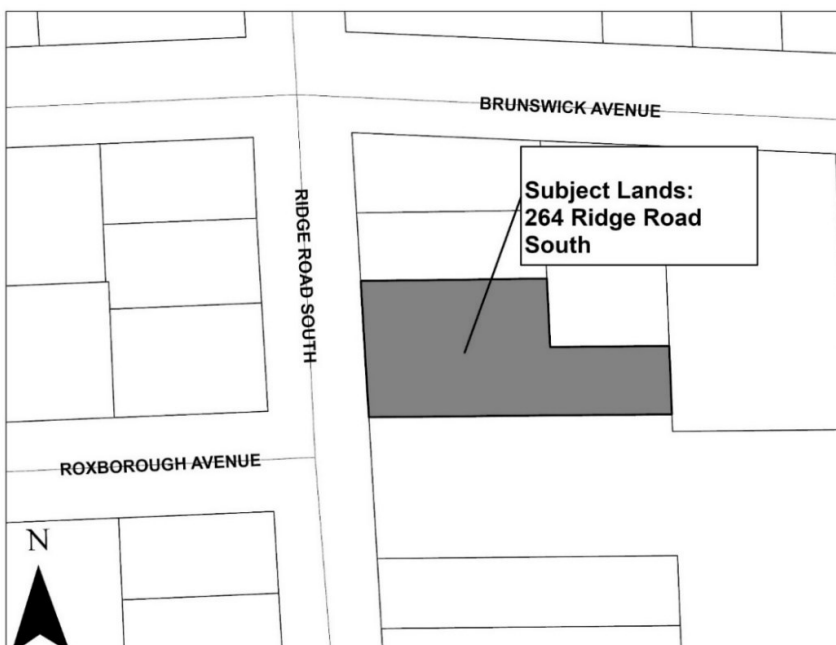 BRUNSWICK AVENUE
Subject Lands:
264 Ridge Road
South
RIDGE ROAD SOUTH
ROXBOROUGH AVENUE
N